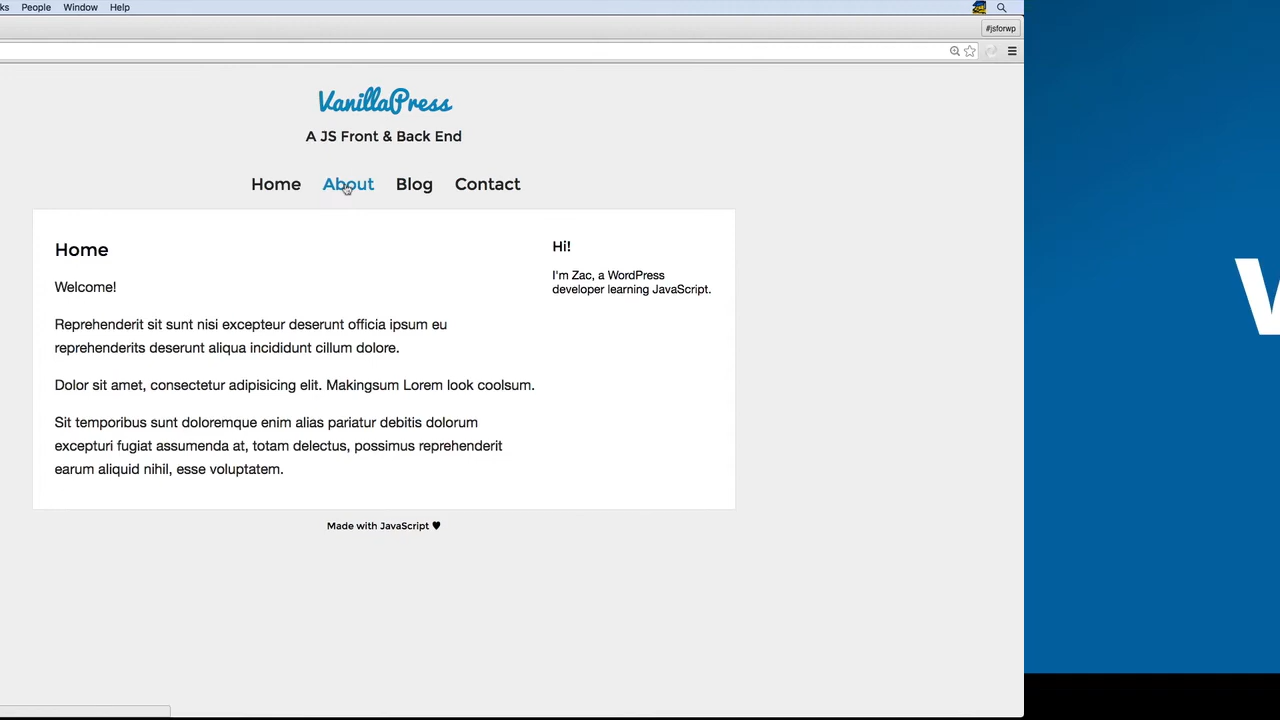 ks People Window Help
#jsforwp
VanillaPress
A JS Front & Back End
Home About Blog Contact
Home
Welcome!
Reprehenderit sit sunt nisi excepteur deserunt officia ipsum eu
reprehenderits deserunt aliqua incididunt cillum dolore.
Dolor sit amet, consectetur adipisicing elit. Makingsum Lorem look coolsum.
Sit temporibus sunt doloremque enim alias pariatur debitis dolorum
excepturi fugiat assumenda at, totam delectus, possimus reprehenderit
earum aliquid nihil, esse voluptatem.
Hi!
I'm Zac, a WordPress
developer learning JavaScript.
Made with JavaScript ♥